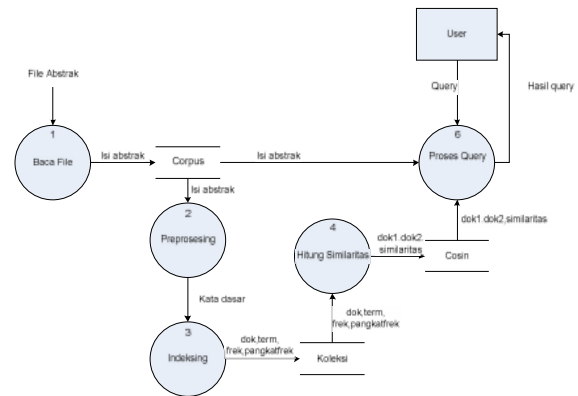 User
File Abstrak
Query
Hasil query
1
Baca File
Isi abstrak
Corpus
Isi abstrak
6
Proses Query
Isi abstrak
2
Preprosesing
dok1.dok2,similaritas
4
Hitung Similaritas
dok1.dok2
similaritas
Cosin
Kata dasar
dok,term,
frek,pangkatfrek
3
Indeksing
dok,term,
frek,pangkatfrek
Koleksi